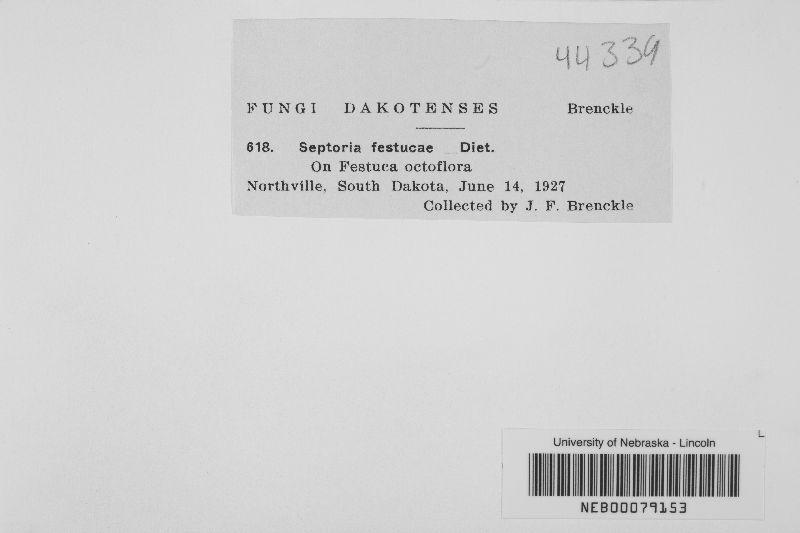 44339
FUNGI DAKOTENSES Brenckle
618. Septoria festucae Diet.
On Festuca octoflora
Northville, South Dakota, June 14, 1927
Collected by J. F. Brenckle
L
University of Nebraska - Lincoln
NEB00079153